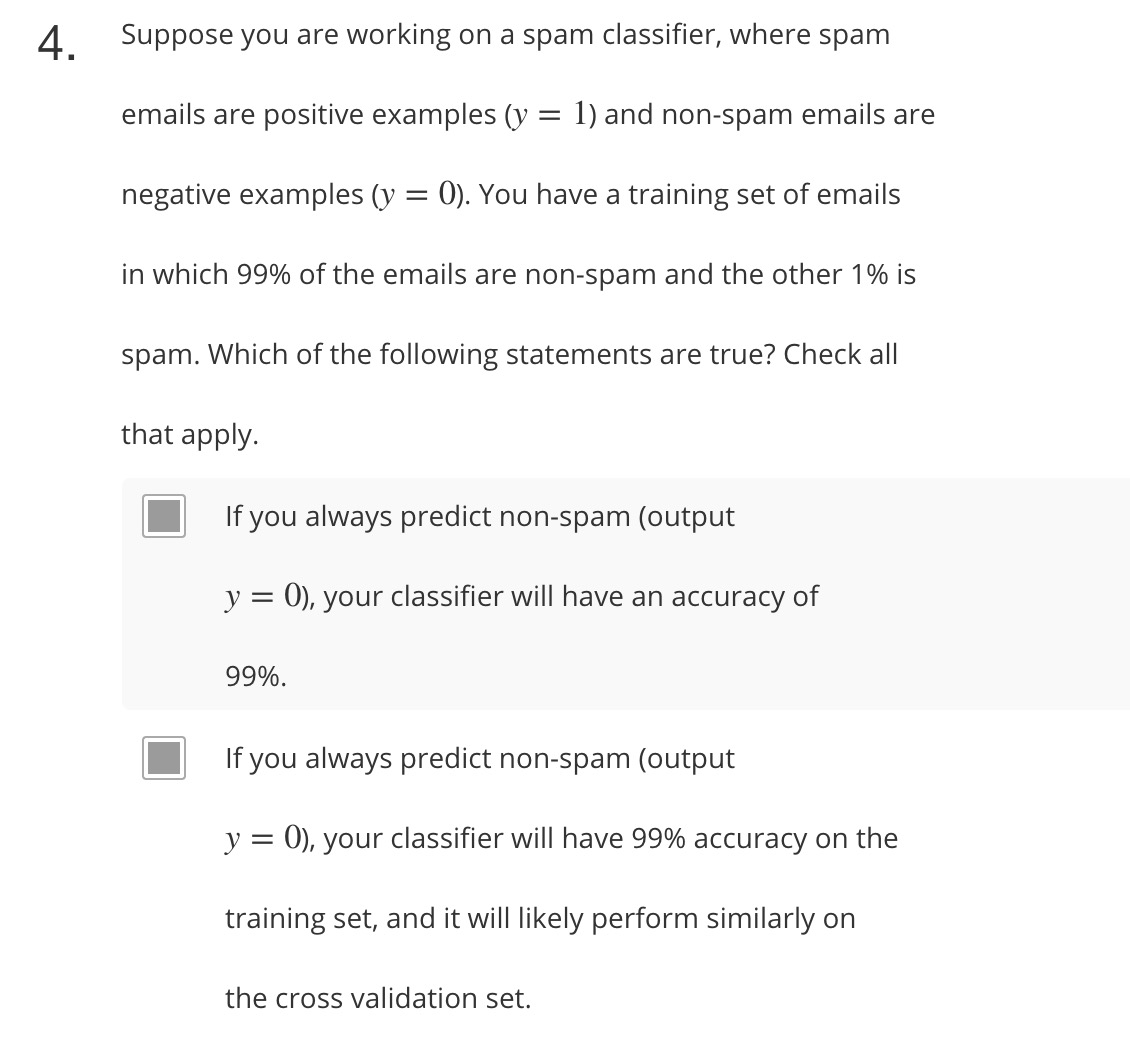 4. Suppose you are working on a spam classifier, where spam
emails are positive examples (y = 1) and non-spam emails are
negative examples (y = 0). You have a training set of emails
in which 99% of the emails are non-spam and the other 1% is
spam. Which of the following statements are true? Check all
that apply.
If you always predict non-spam (output
y = 0), your classifier will have an accuracy of
99%.
If you always predict non-spam (output
y = 0), your classifier will have 99% accuracy on the
training set, and it will likely perform similarly on
the cross validation set.